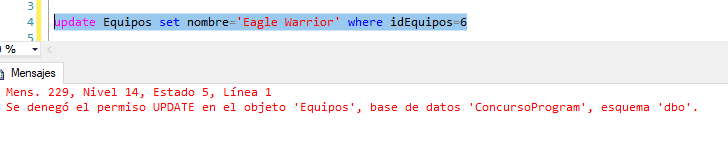 3
4 update Equipos set nombre='Eagle Warrior' where idEquipos=6
5
0 %
Mensajes
Mens. 229, Nivel 14, Estado 5, Línea 1
Se denegó el permiso UPDATE en el objeto 'Equipos', base de datos 'ConcursoProgram', esquema 'dbo'.